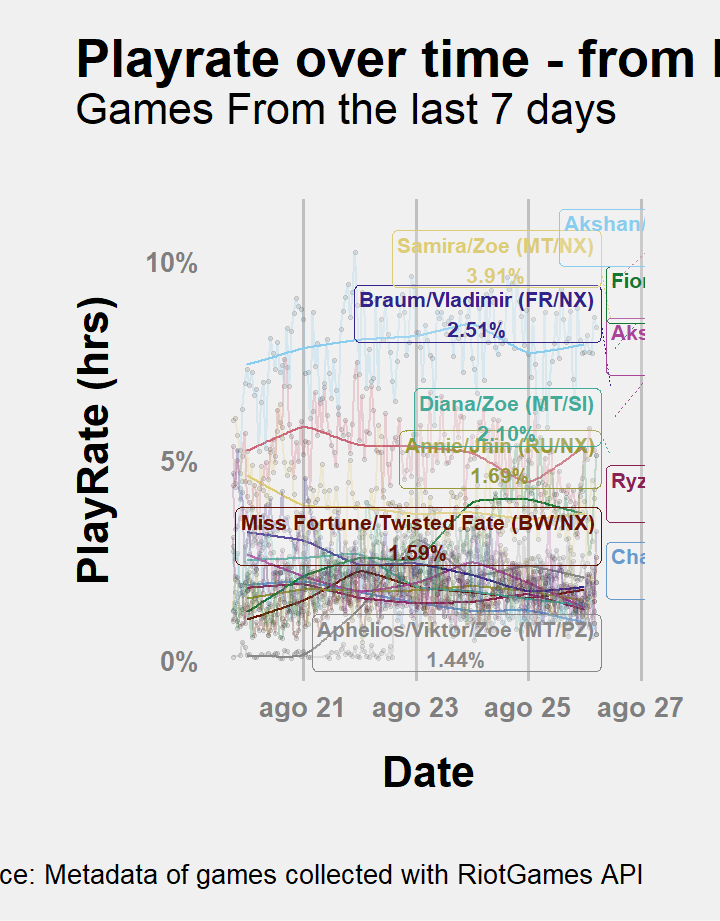 Playrate over time - from
Games From the last 7 days
PlayRate (hrs)
10%
5%
0%
Akshan/
Samira/Zoe (MT/NX)
3.91%
Fior
Braum/Vladimir (FR/NX)
2.51%
Aks
Diana/Zoe (MT/SI)
2.10%
Annie/Jhin (RU/NX)
1.69%
Ryz
Miss Fortune/Twisted Fate (BW/NX)
1.59%
Cha
Aphelios/Viktor/Zoe (MT/PZ)
1.44%
ago 21 ago 23 ago 25 ago 27
Date
ce: Metadata of games collected with RiotGames API